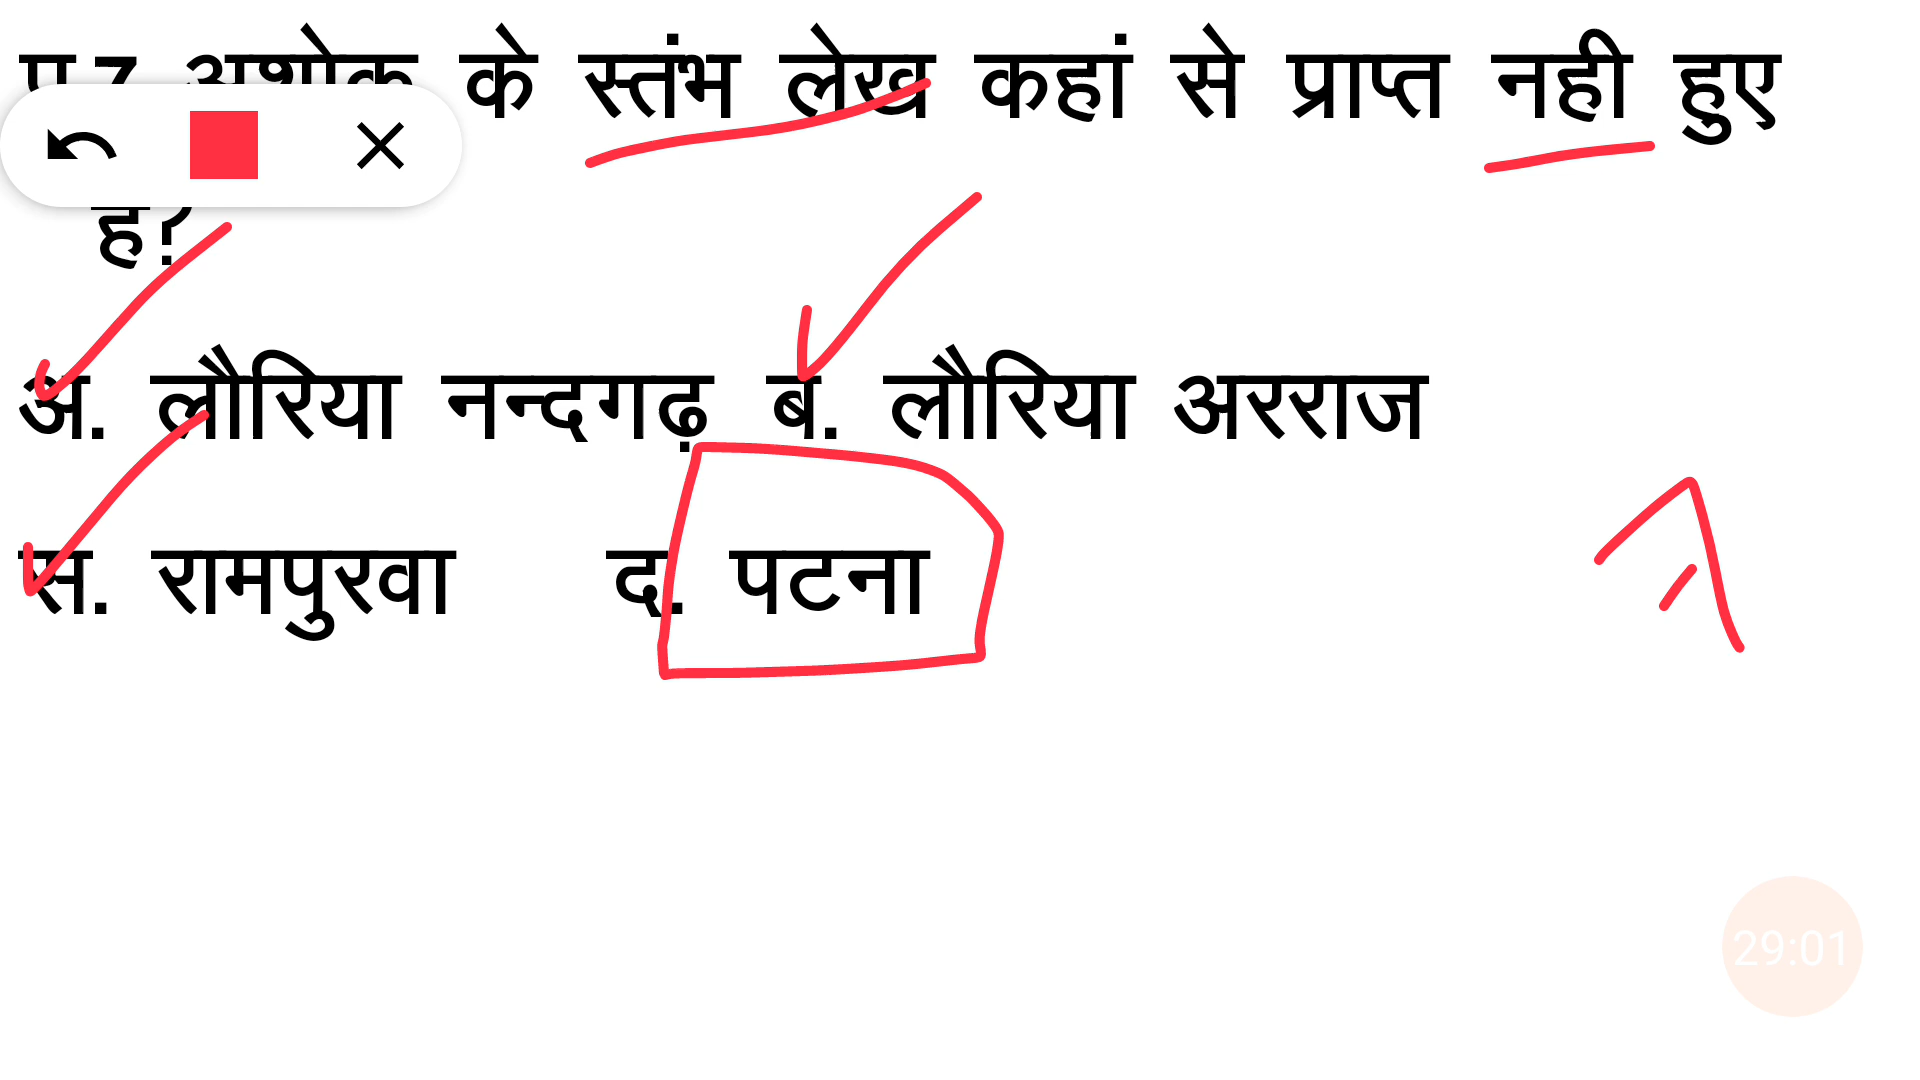 प्र.7 अशोक के स्तंभ लेख कहां से प्राप्त नही हुए
है?
अ. लौरिया नन्दगढ़ ब. लौरिया अरराज
स. रामपुरवा द. पटना
29:01